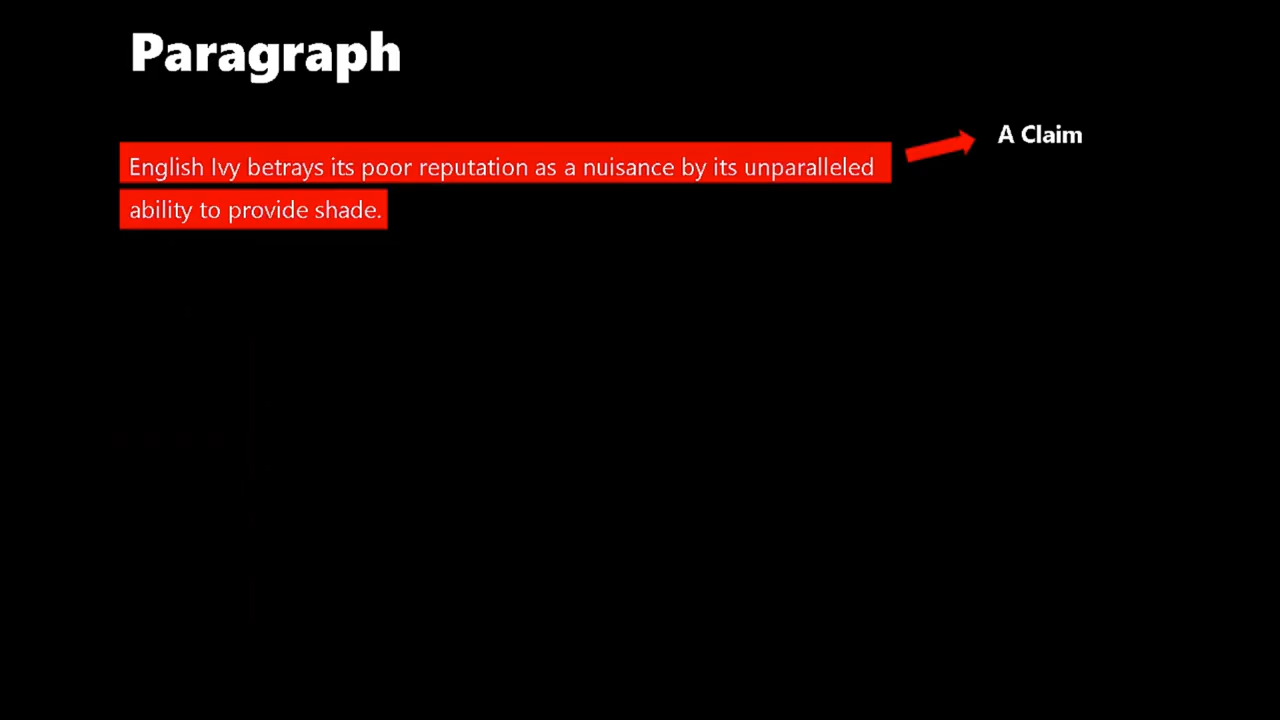 Paragraph
A Claim
English Ivy betrays its poor reputation as a nuisance by its unparalleled
ability to provide shade.